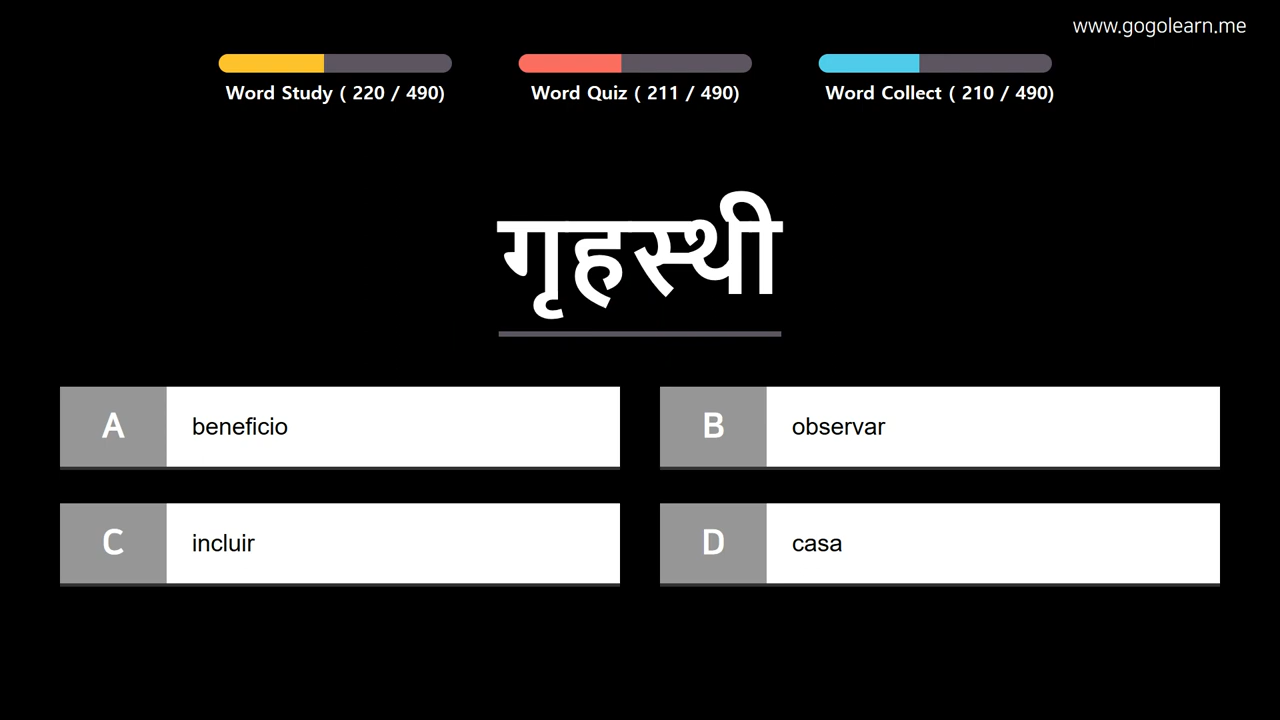 www.gogolearn.me
Word Study ( 220 / 490)
Word Quiz ( 211 / 490)
Word Collect ( 210 / 490)
गृहस्थी
A beneficio
B observar
C incluir
D casa